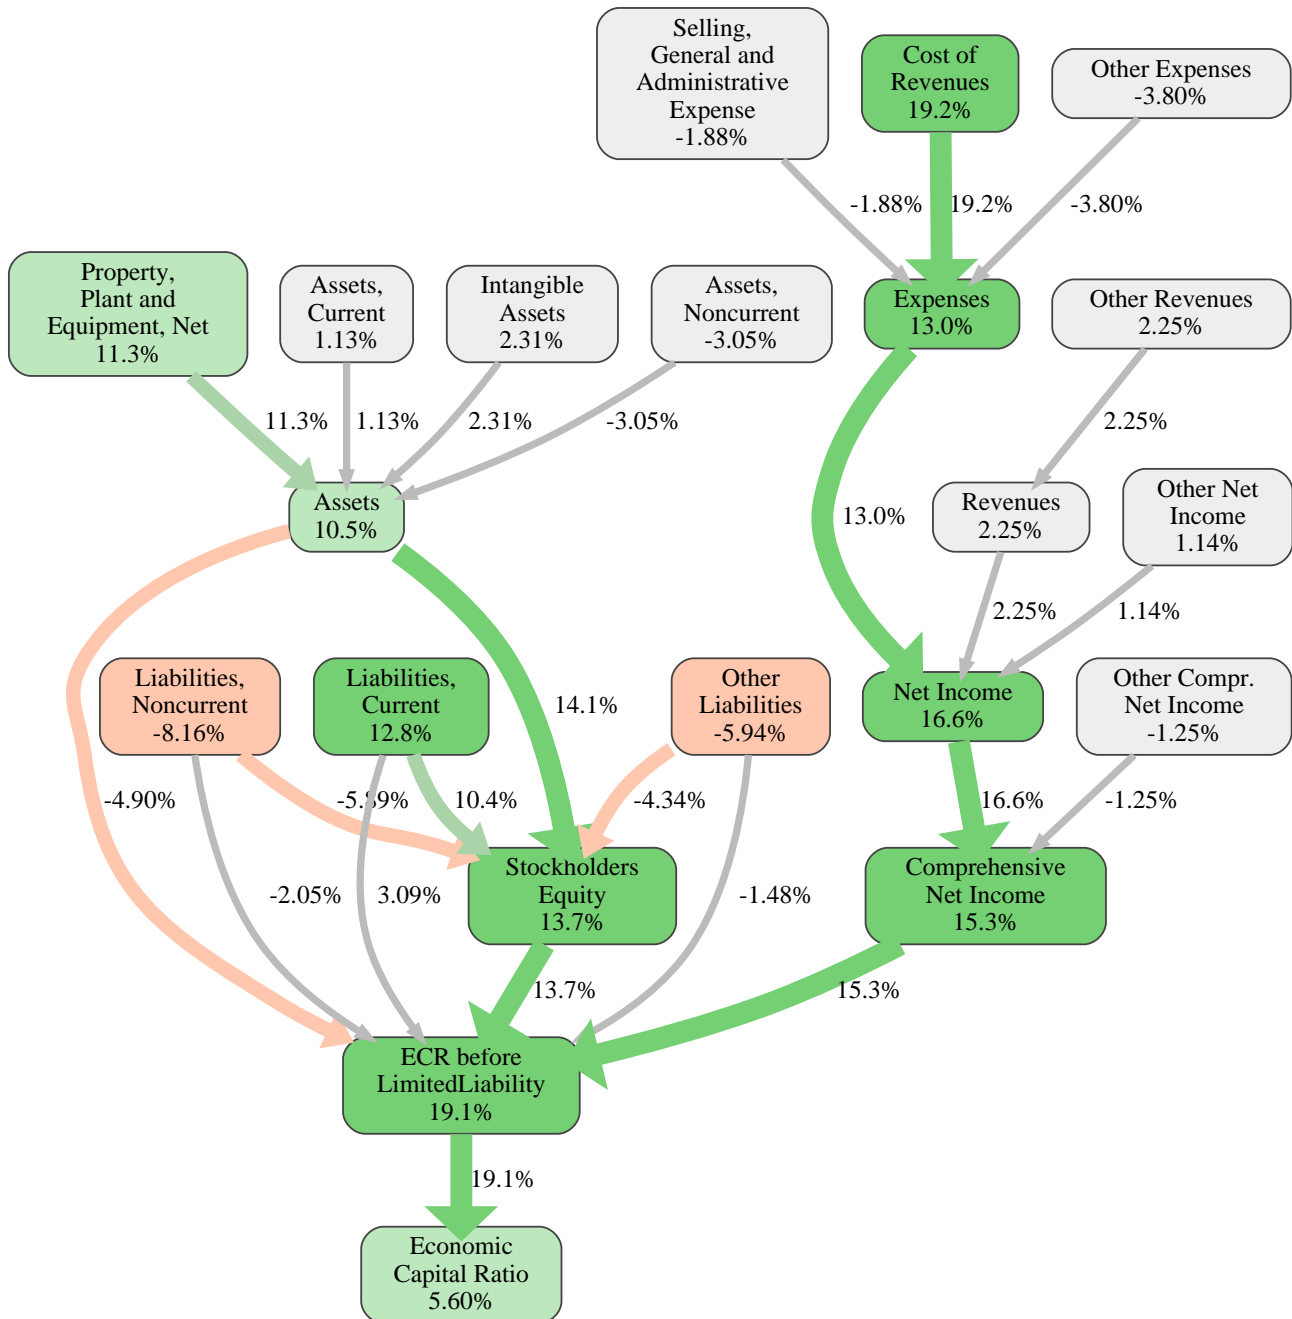 Selling,
General and
Administrative
Expense
-1.88%
Cost of
Revenues
19.2%
Other Expenses
-3.80%
-1.88%
19.2%
-3.80%
Property,
Plant and
Equipment, Net
11.3%
Assets,
Current
1.13%
Intangible
Assets
2.31%
Assets,
Noncurrent
-3.05%
Expenses
13.0%
Other Revenues
2.25%
11.3%
1.13%
2.31%
-3.05%
2.25%
Assets
10.5%
13.0%
Revenues
2.25%
Other Net
Income
1.14%
2.25%
1.14%
Liabilities,
Noncurrent
-8.16%
Liabilities,
Current
12.8%
14.1%
Other
Liabilities
-5.94%
Net Income
16.6%
Other Compr.
Net Income
-1.25%
-4.90%
-5.89%
10.4%
-4.34%
16.6%
-1.25%
-2.05%
3.09%
Stockholders
Equity
13.7%
-1.48%
Comprehensive
Net Income
15.3%
13.7%
15.3%
ECR before
LimitedLiability
19.1%
19.1%
Economic
Capital Ratio
5.60%